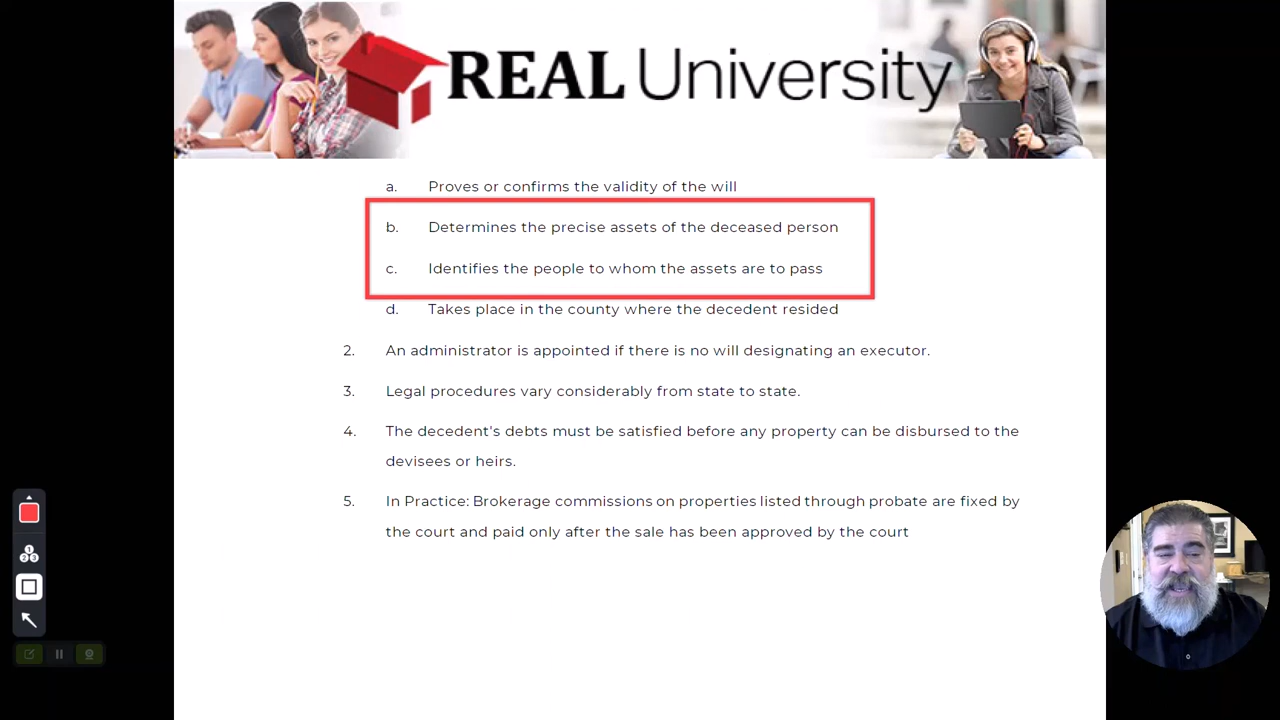 REAL University
a. Proves or confirms the validity of the will
b. Determines the precise assets of the deceased person
c. Identifies the people to whom the assets are to pass
d. Takes place in the county where the decedent resided
2. An administrator is appointed if there is no will designating an executor.
3. Legal procedures vary considerably from state to state.
4. The decedent's debts must be satisfied before any property can be disbursed to the
devisees or heirs.
5. In Practice: Brokerage commissions on properties listed through probate are fixed by
the court and paid only after the sale has been approved by the court